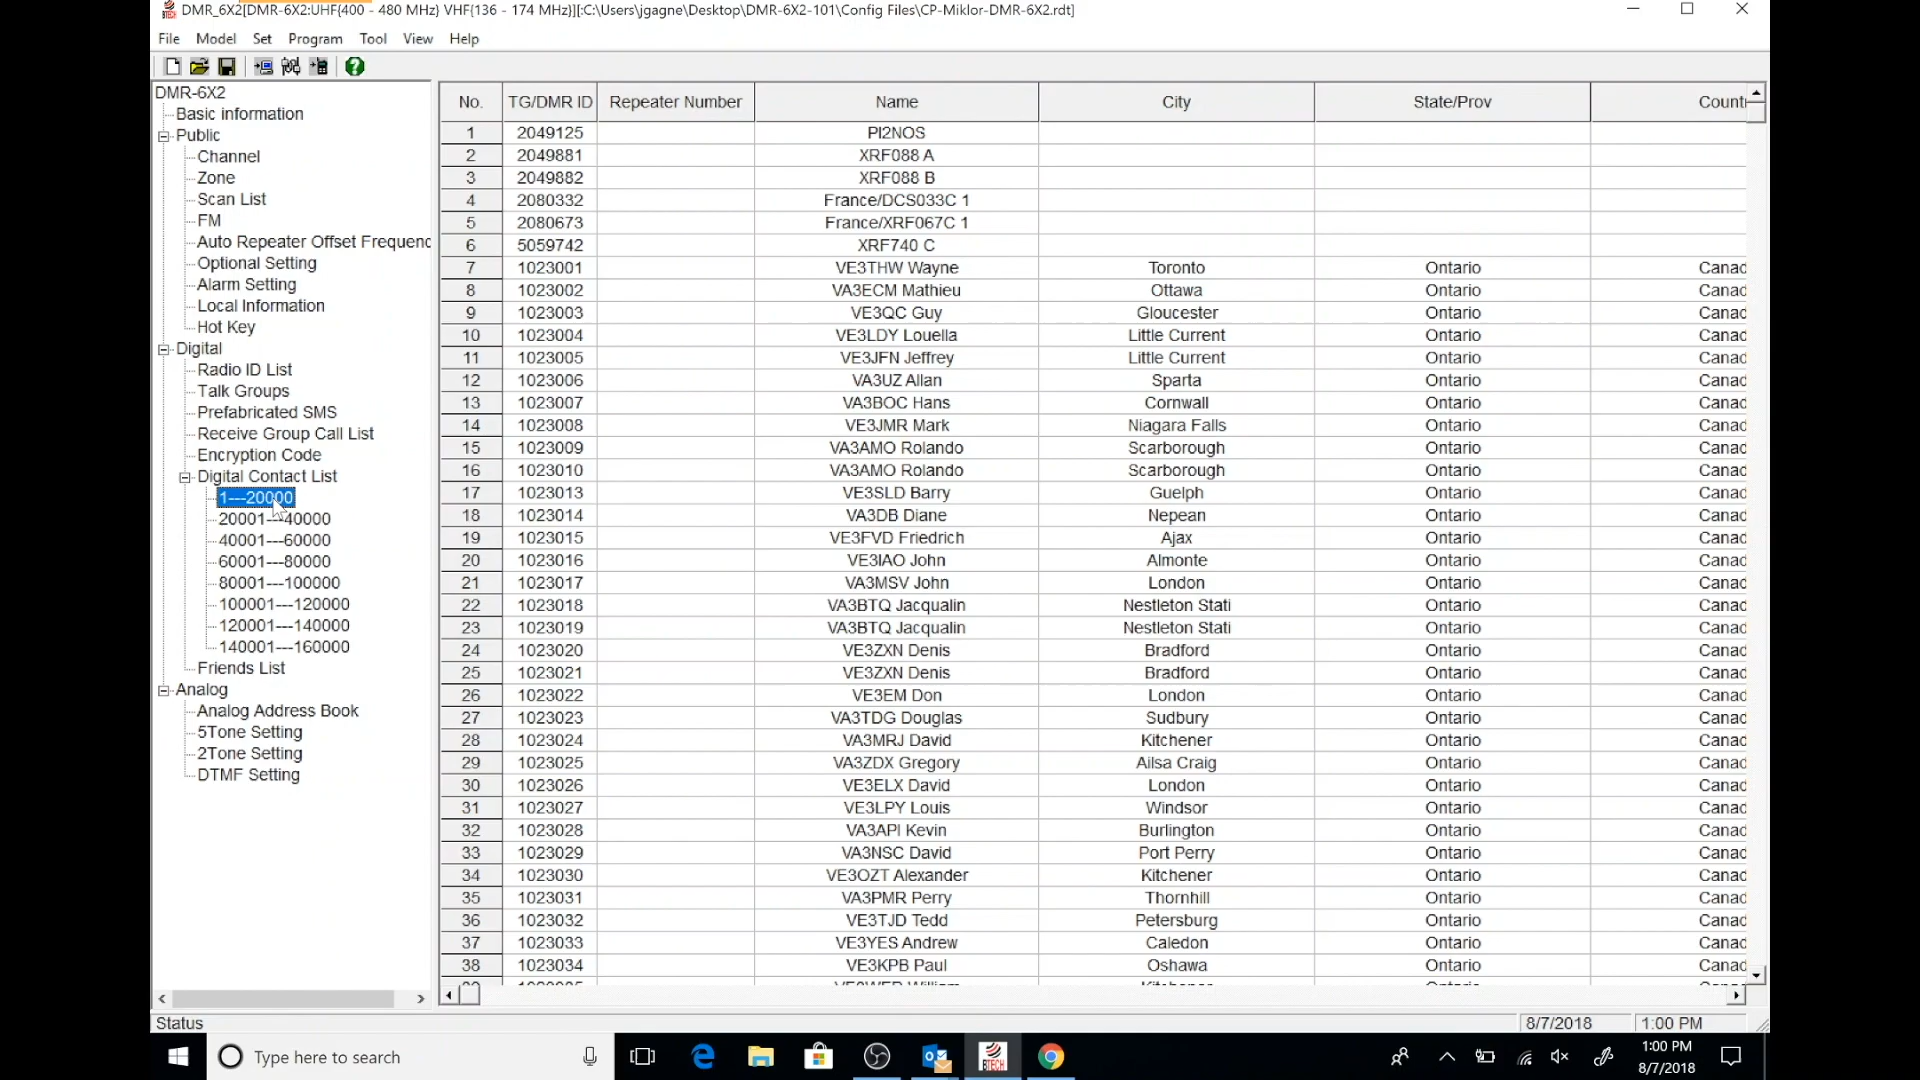 DMR_6X2[DMR-6X2:UHF{400 - 480 MHz} VHF{136 - 174 MHz}][:C:\Users\jgagne\Desktop\DMR-6X2-101\Config Files\CP-Miklor-DMR-6X2.rdt]
File Model Set Program Tool View Help
DMR-6X2
Basic information
Public
Channel
Zone
Scan List
FM
Auto Repeater Offset Frequenc
Optional Setting
Alarm Setting
Local Information
Hot Key
Digital
Radio ID List
Talk Groups
Prefabricated SMS
Receive Group Call List
Encryption Code
Digital Contact List
1---20000
20001---40000
40001---60000
60001---80000
80001---100000
100001---120000
120001---140000
140001---160000
Friends List
Analog
Analog Address Book
5Tone Setting
2Tone Setting
DTMF Setting
No. TG/DMR ID Repeater Number Name City State/Prov Count
1 2049125 PI2NOS
2 2049881 XRF088 A
3 2049882 XRF088 B
4 2080332 France/DCS033C 1
5 2080673 France/XRF067C 1
6 5059742 XRF740 C
7 1023001 VE3THW Wayne Toronto Ontario Canad
8 1023002 VA3ECM Mathieu Ottawa Ontario Canad
9 1023003 VE3QC Guy Gloucester Ontario Canad
10 1023004 VE3LDY Louella Little Current Ontario Canad
11 1023005 VE3JFN Jeffrey Little Current Ontario Canad
12 1023006 VA3UZ Allan Sparta Ontario Canad
13 1023007 VA3BOC Hans Cornwall Ontario Canad
14 1023008 VE3JMR Mark Niagara Falls Ontario Canad
15 1023009 VA3AMO Rolando Scarborough Ontario Canad
16 1023010 VA3AMO Rolando Scarborough Ontario Canad
17 1023013 VE3SLD Barry Guelph Ontario Canad
18 1023014 VA3DB Diane Nepean Ontario Canad
19 1023015 VE3FVD Friedrich Ajax Ontario Canad
20 1023016 VE3IAO John Almonte Ontario Canad
21 1023017 VA3MSV John London Ontario Canad
22 1023018 VA3BTQ Jacqualin Nestleton Stati Ontario Canad
23 1023019 VA3BTQ Jacqualin Nestleton Stati Ontario Canad
24 1023020 VE3ZXN Denis Bradford Ontario Canad
25 1023021 VE3ZXN Denis Bradford Ontario Canad
26 1023022 VE3EM Don London Ontario Canad
27 1023023 VA3TDG Douglas Sudbury Ontario Canad
28 1023024 VA3MRJ David Kitchener Ontario Canad
29 1023025 VA3ZDX Gregory Ailsa Craig Ontario Canad
30 1023026 VE3ELX David London Ontario Canad
31 1023027 VE3LPY Louis Windsor Ontario Canad
32 1023028 VA3API Kevin Burlington Ontario Canad
33 1023029 VA3NSC David Port Perry Ontario Canad
34 1023030 VE3OZT Alexander Kitchener Ontario Canad
35 1023031 VA3PMR Perry Thornhill Ontario Canad
36 1023032 VE3TJD Tedd Petersburg Ontario Canad
37 1023033 VE3YES Andrew Caledon Ontario Canad
38 1023034 VE3KPB Paul Oshawa Ontario Canad
Status 8/7/2018 1:00 PM
Type here to search
BTECH
1:00 PM
8/7/2018